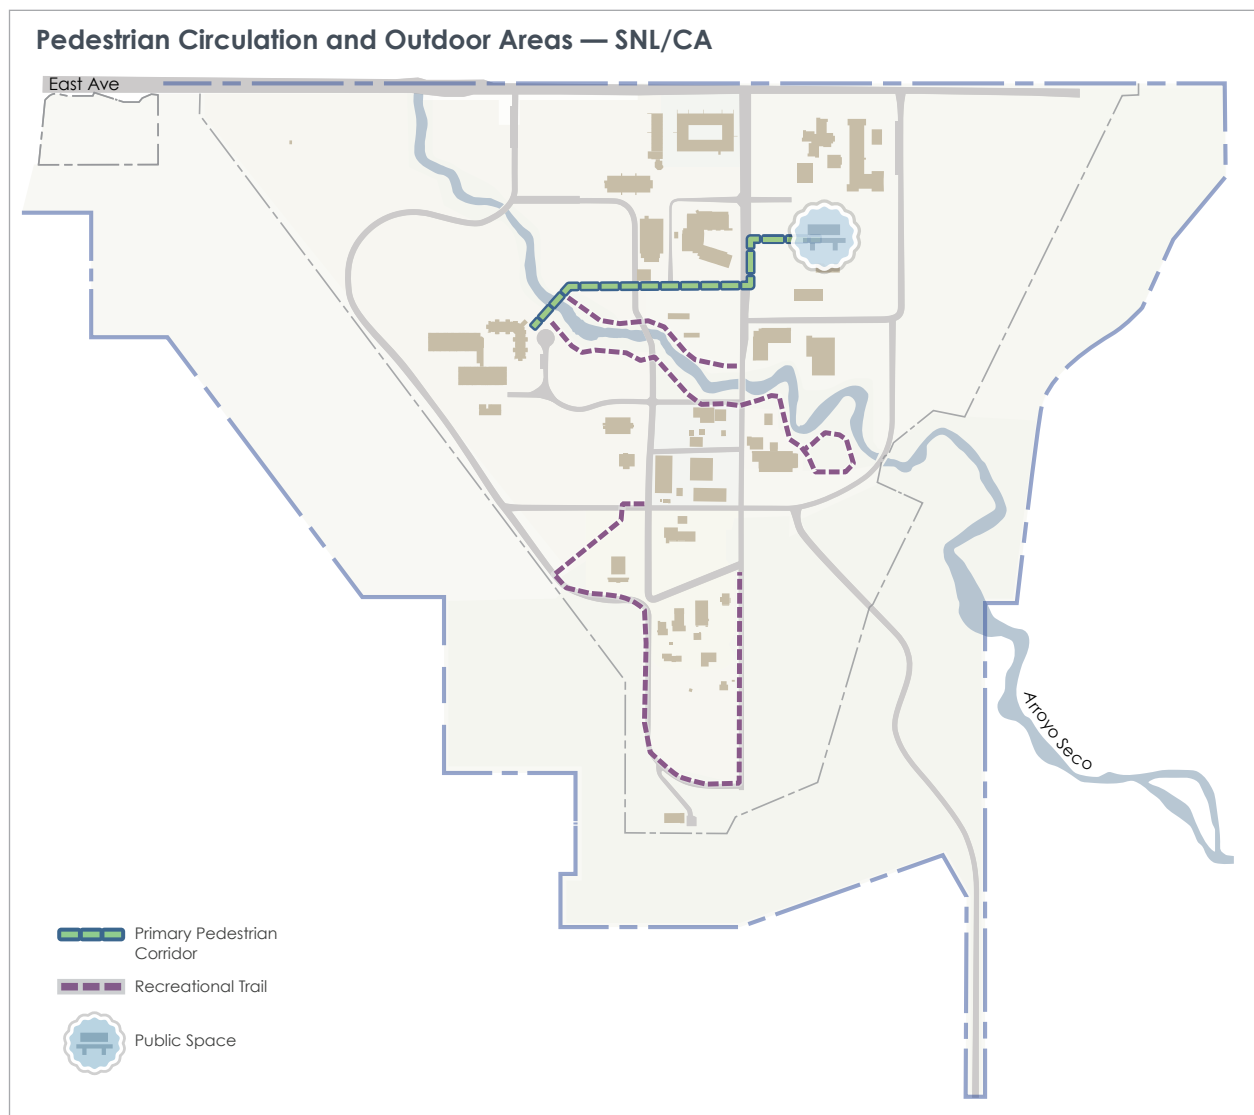 Pedestrian Circulation and Outdoor Areas — SNL/CA
East Ave
Arroyo Seco
Primary Pedestrian
Corridor
Recreational Trail
Public Space